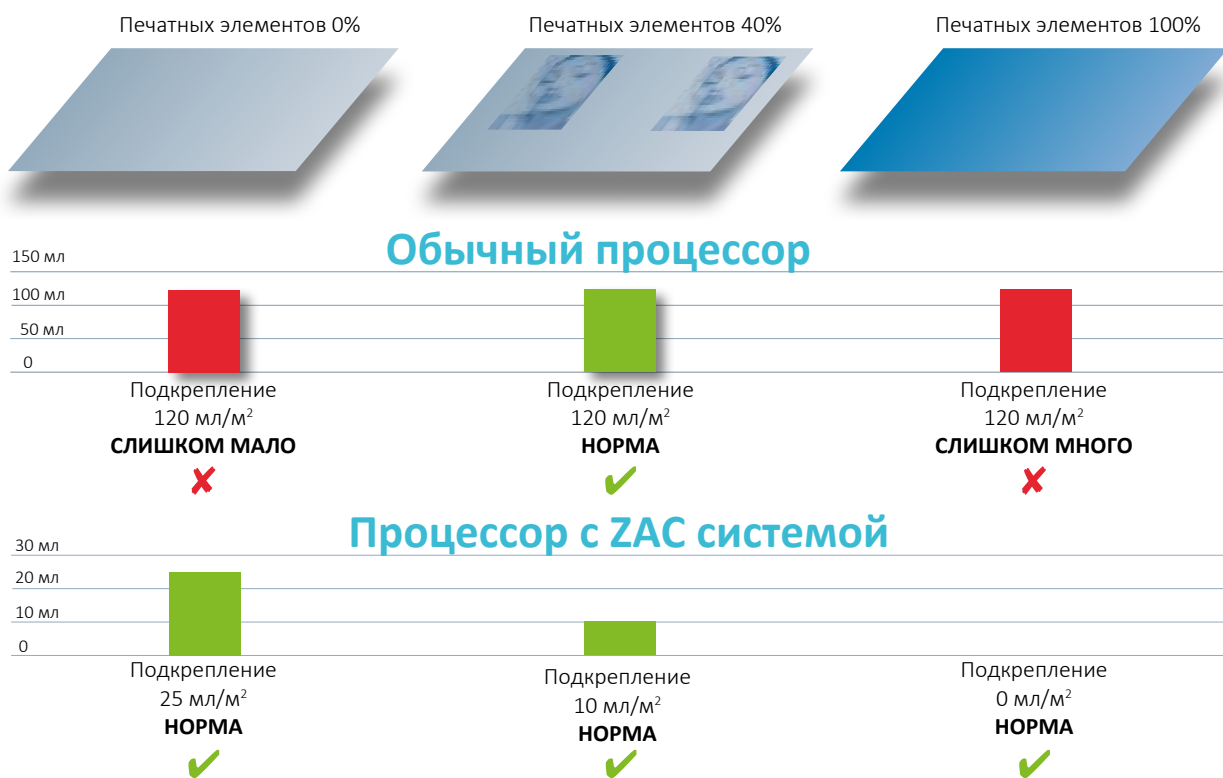 Печатных элементов 0%
Печатных элементов 40%
Печатных элементов 100%
Обычный процессор
150 мл
100 мл
50 мл
0
Подкрепление
120 мл/м²
СЛИШКОМ МАЛО
✘
Подкрепление
120 мл/м²
НОРМА
✔
Подкрепление
120 мл/м²
СЛИШКОМ МНОГО
✘
Процессор с ZAC системой
30 мл
20 мл
10 мл
0
Подкрепление
25 мл/м²
НОРМА
✔
Подкрепление
10 мл/м²
НОРМА
✔
Подкрепление
0 мл/м²
НОРМА
✔